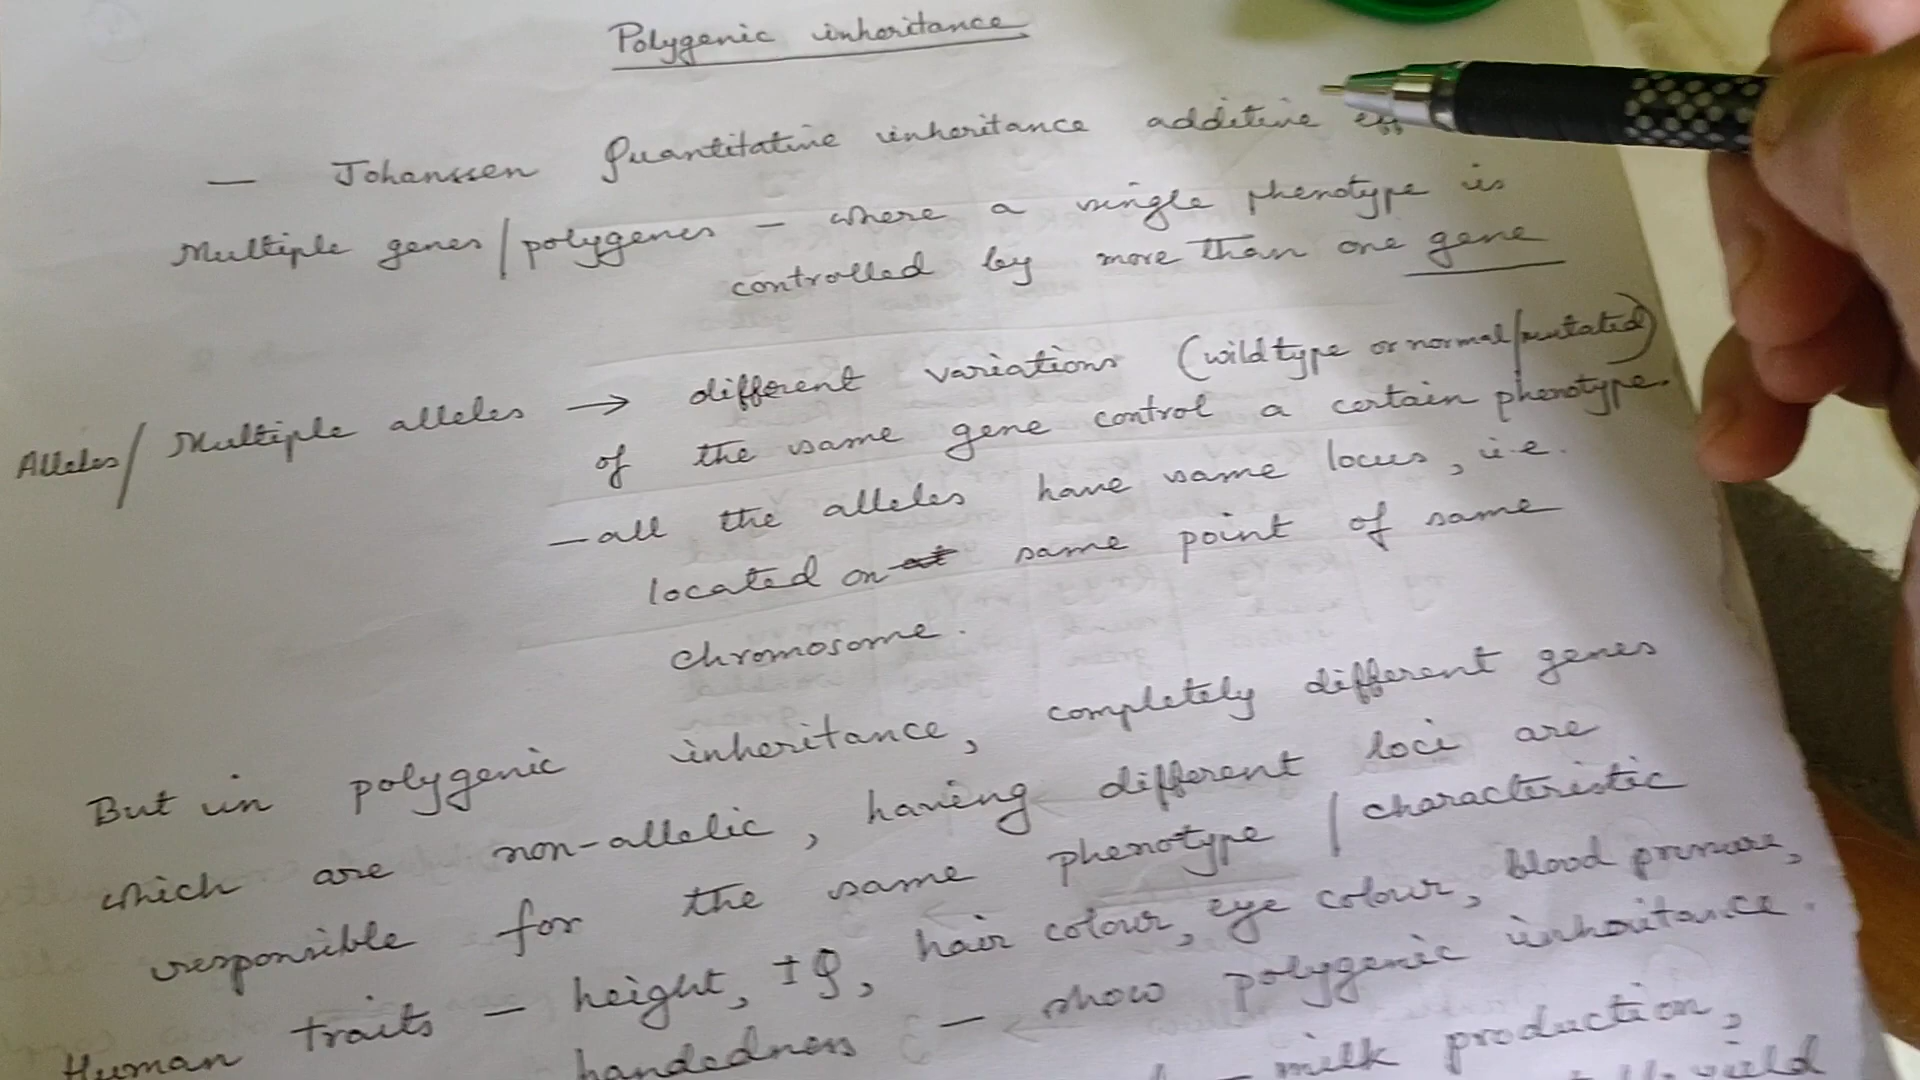 Polygenic inheritance
— Johanssen Quantitative inheritance additive eff
Multiple genes/polygenes - where a single phenotype is
controlled by more than one gene
Alleles/ Multiple alleles → different variations (wild type or normal/mutated)
of the same gene control a certain phenotype.
— all the alleles have same locus, i.e.
located on at same point of same
chromosome.
But in polygenic inheritance, completely different genes
which are non-allelic, having different loci are
responsible for the same phenotype / characteristic
Human traits – height, IQ, hair colour, eye colour, blood pressure,
handedness – show polygenic inheritance.
– milk production,
yield